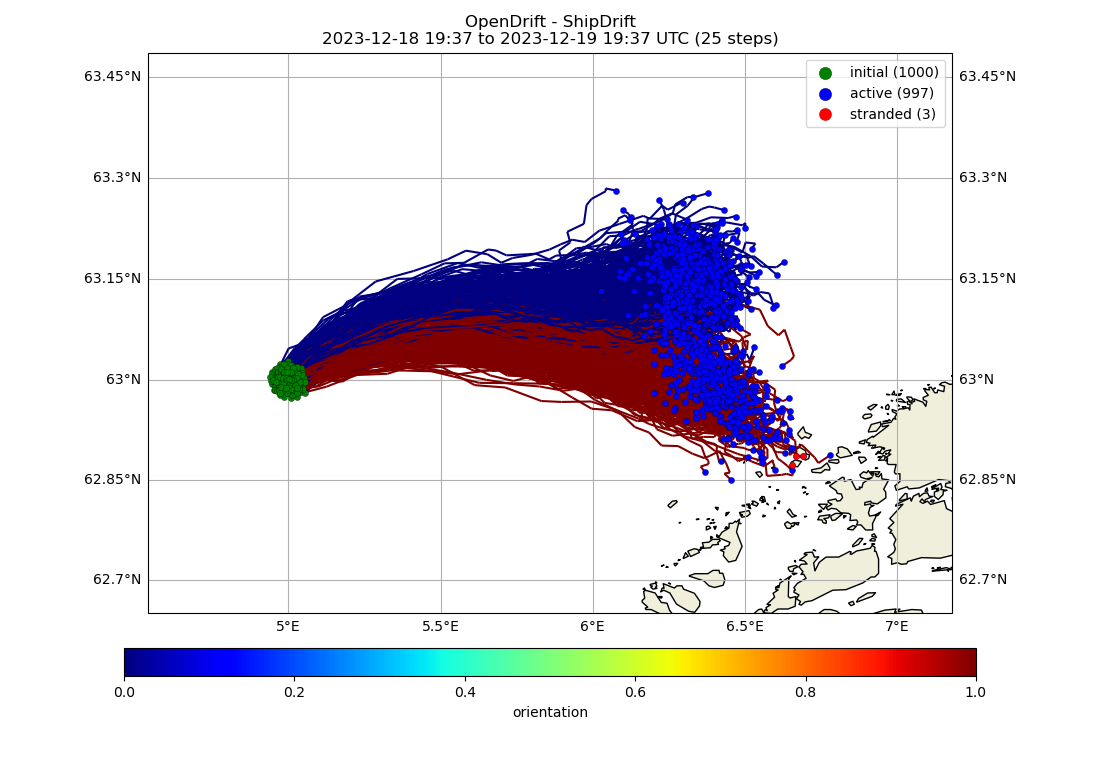 OpenDrift - ShipDrift
2023-12-18 19:37 to 2023-12-19 19:37 UTC (25 steps)
initial (1000)
active (997)
stranded (3)
63.45°N
63.45°N
63.3°N
63.3°N
63.15°N
63.15°N
63°N
63°N
62.85°N
62.85°N
62.7°N
62.7°N
5°E
5.5°E
6°E
6.5°E
7°E
0.0
0.2
0.4
0.6
0.8
1.0
orientation